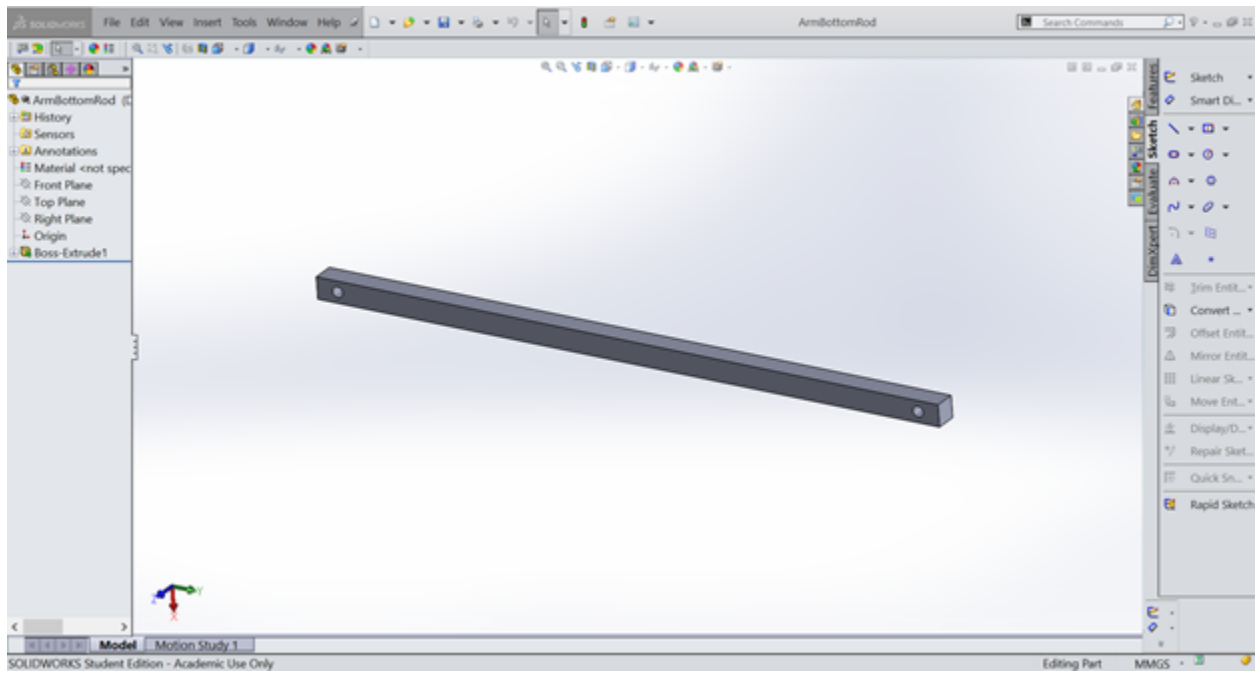 SOLIDWORKS File Edit View Insert Tools Window Help ArmBottomRod Search Commands
ArmBottomRod (D
History
Sensors
Annotations
Material <not spec
Front Plane
Top Plane
Right Plane
Origin
Boss-Extrude1
Y
Z
X
Features
Sketch
Evaluate
DimXpert
Sketch
Smart Di...
Trim Entit...
Convert ...
Offset Entit...
Mirror Entit...
Linear Sk...
Move Ent...
Display/D...
Repair Sket...
Quick Sn...
Rapid Sketch
Model Motion Study 1
SOLIDWORKS Student Edition - Academic Use Only Editing Part MMGS